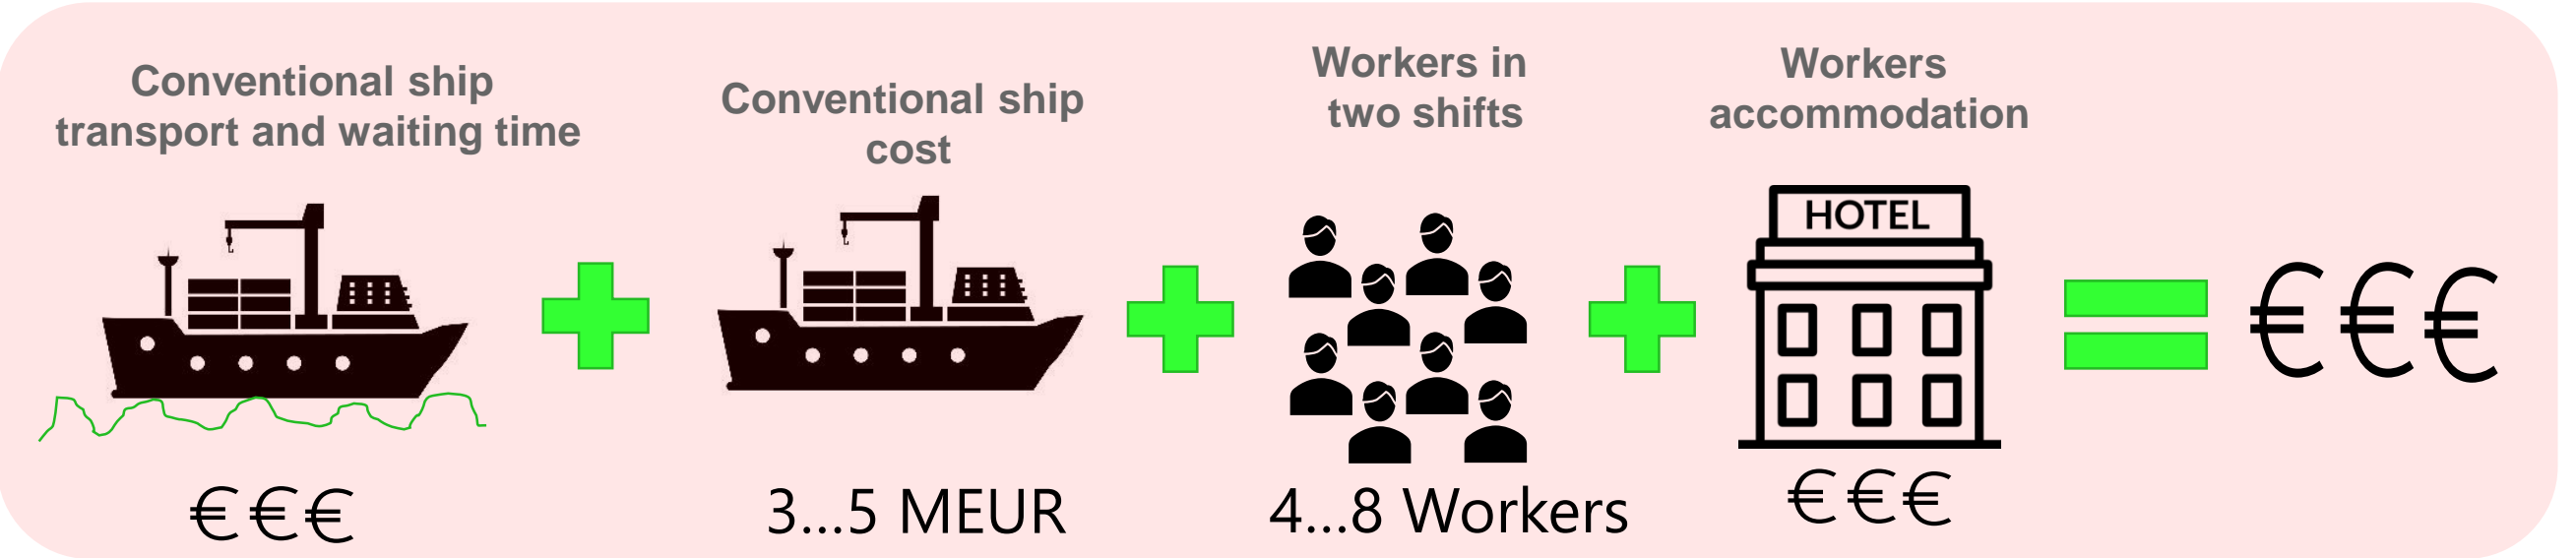 Conventional ship
transport and waiting time
€€€
Conventional ship
cost
3...5 MEUR
Workers in
two shifts
4...8 Workers
Workers
accommodation
HOTEL
€€€
€€€